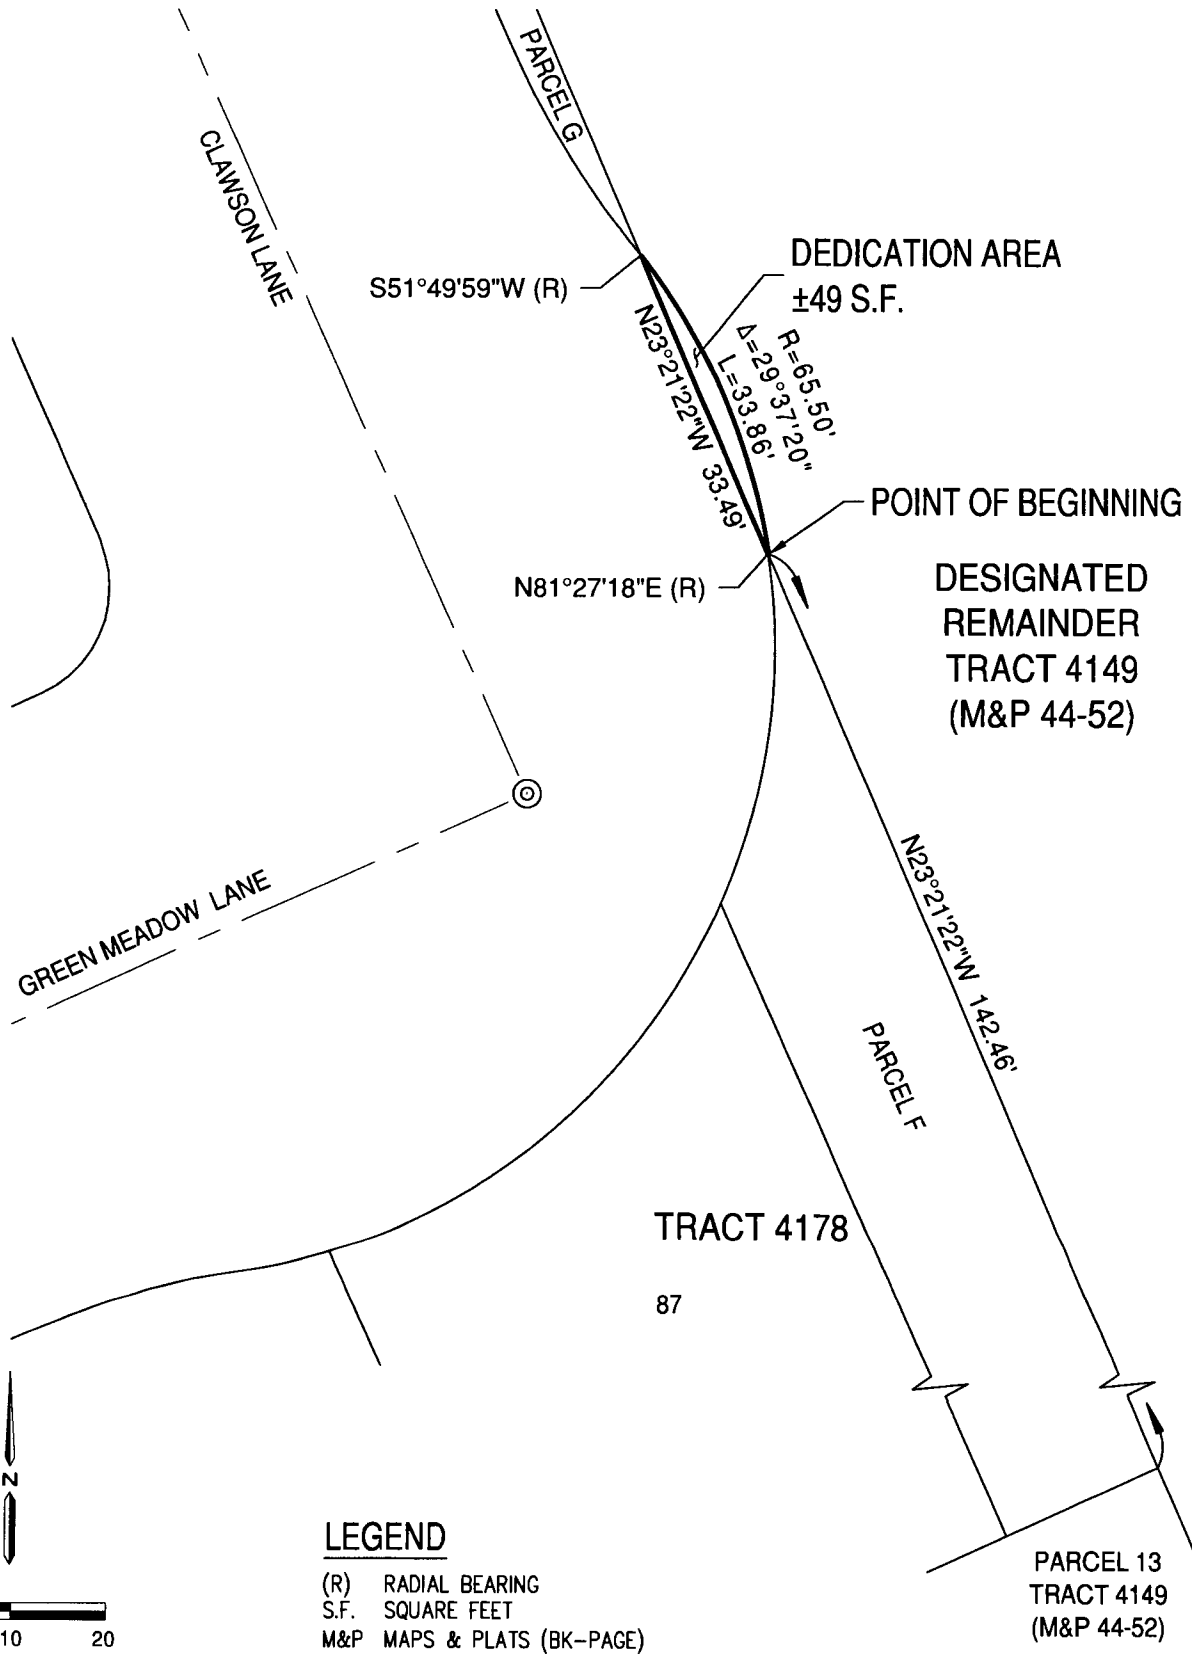 PARCEL G
CLAWSON LANE
DEDICATION AREA
±49 S.F.
S51°49'59"W (R)
R=65.50'
Δ=29°37'20"
L=33.86'
N23°21'22"W 33.49'
POINT OF BEGINNING
N81°27'18"E (R)
DESIGNATED
REMAINDER
TRACT 4149
(M&P 44-52)
GREEN MEADOW LANE
N23°21'22"W 142.46'
PARCEL F
TRACT 4178
87
N
LEGEND
(R) RADIAL BEARING
S.F. SQUARE FEET
M&P MAPS & PLATS (BK-PAGE)
10 20
PARCEL 13
TRACT 4149
(M&P 44-52)